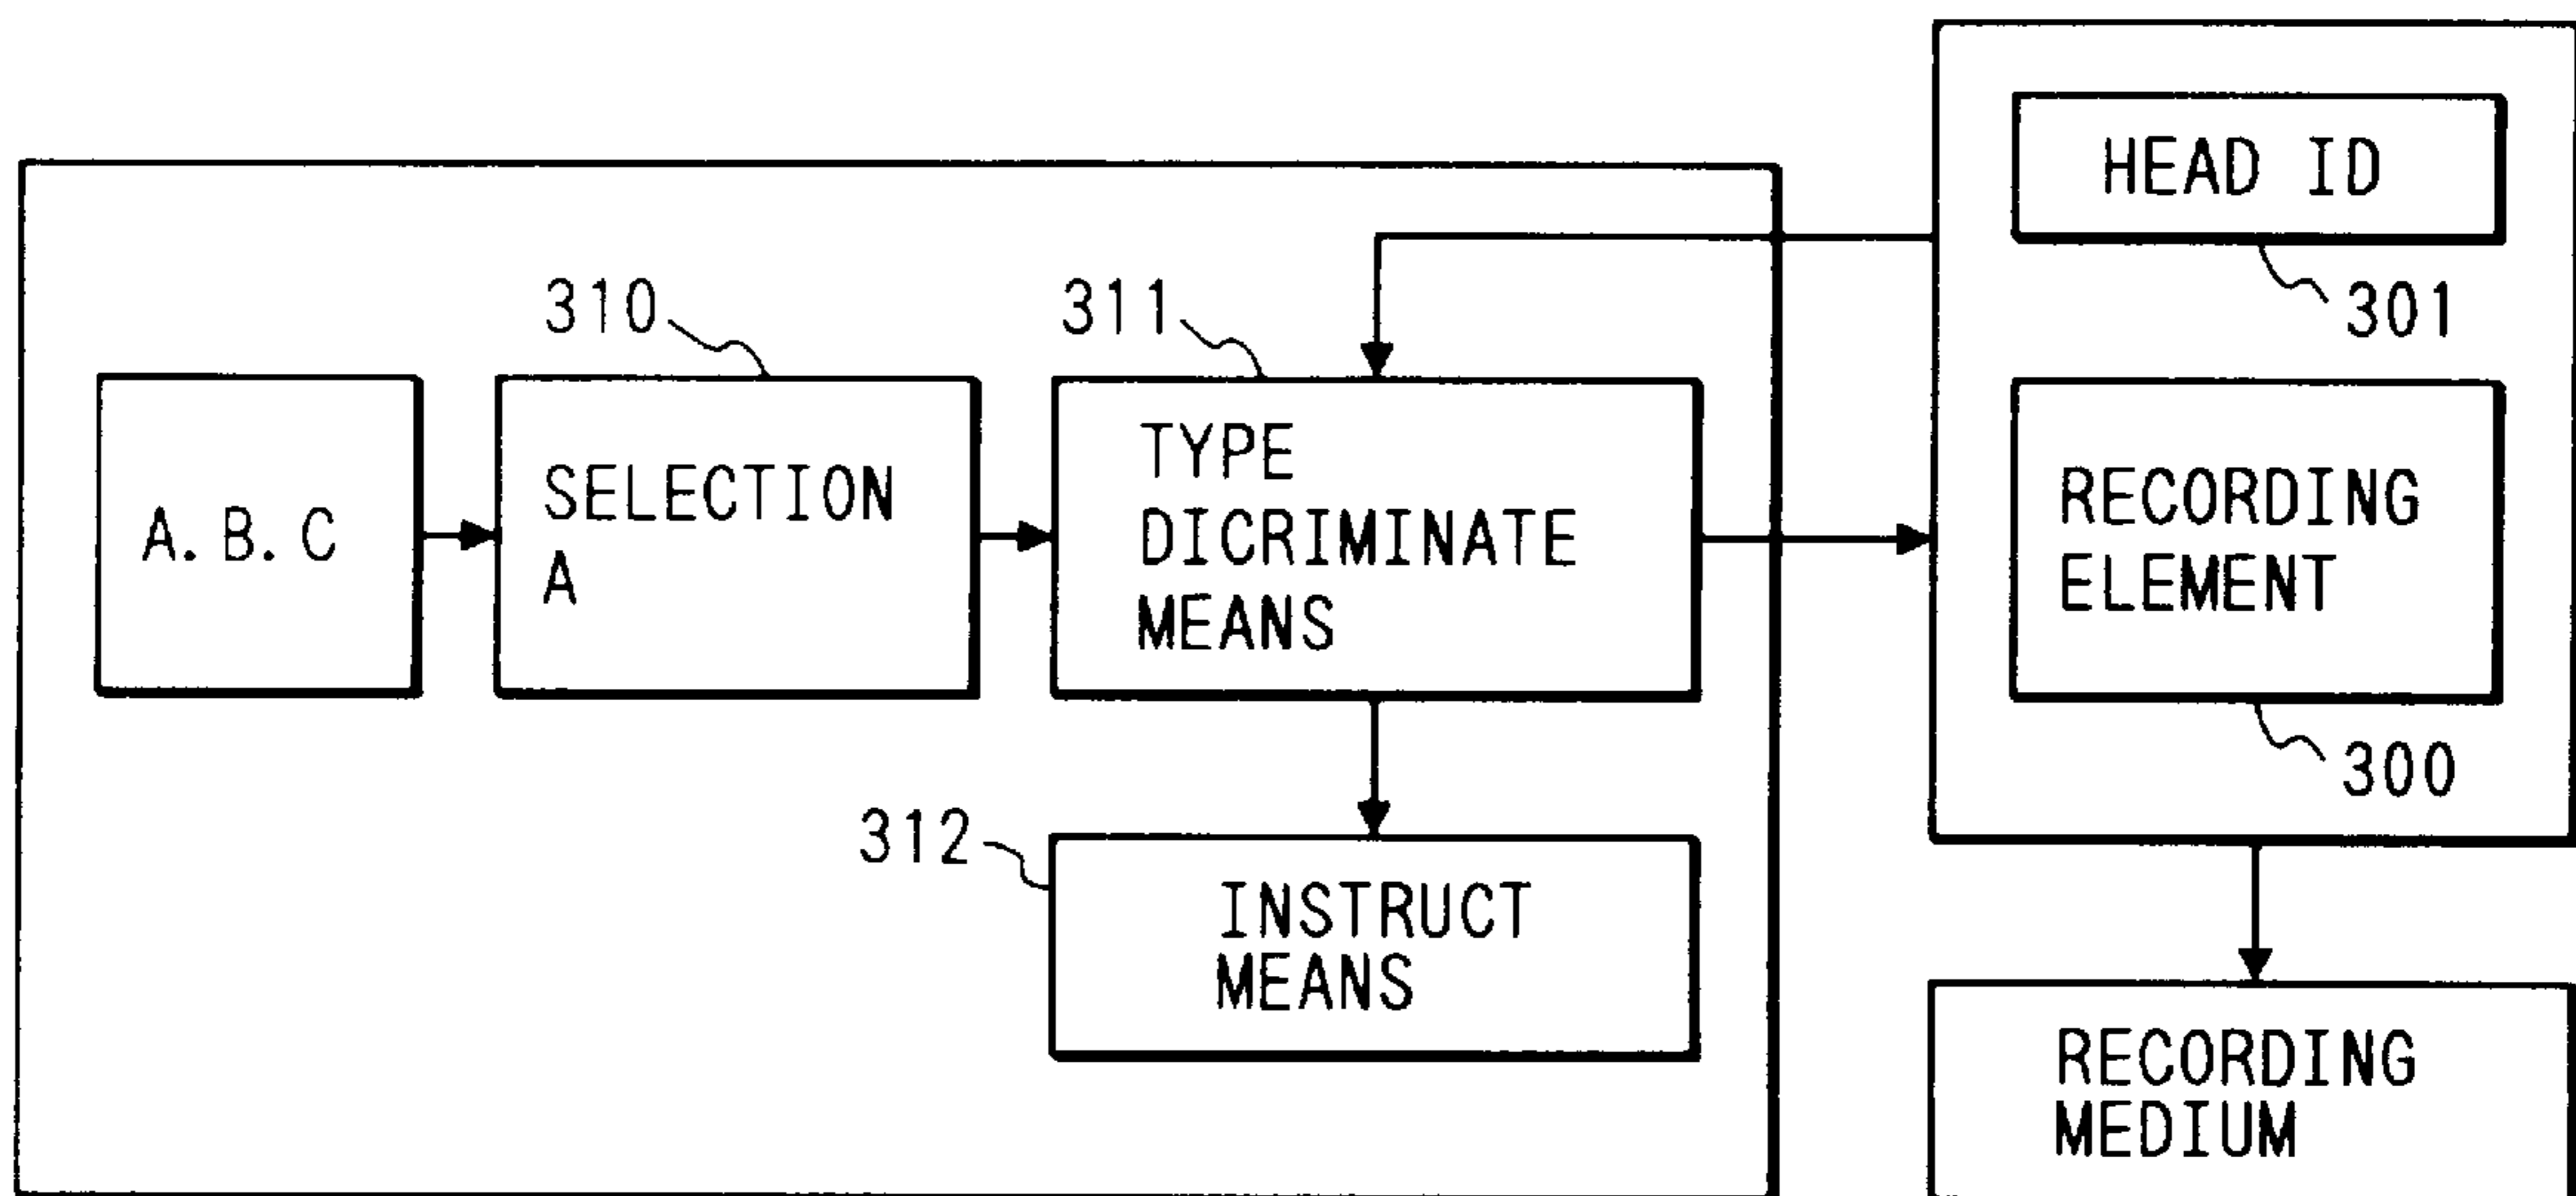 HEAD ID
301
310
311
A.B.C
SELECTION
A
TYPE
DICRIMINATE
MEANS
RECORDING
ELEMENT
300
312
INSTRUCT
MEANS
RECORDING
MEDIUM